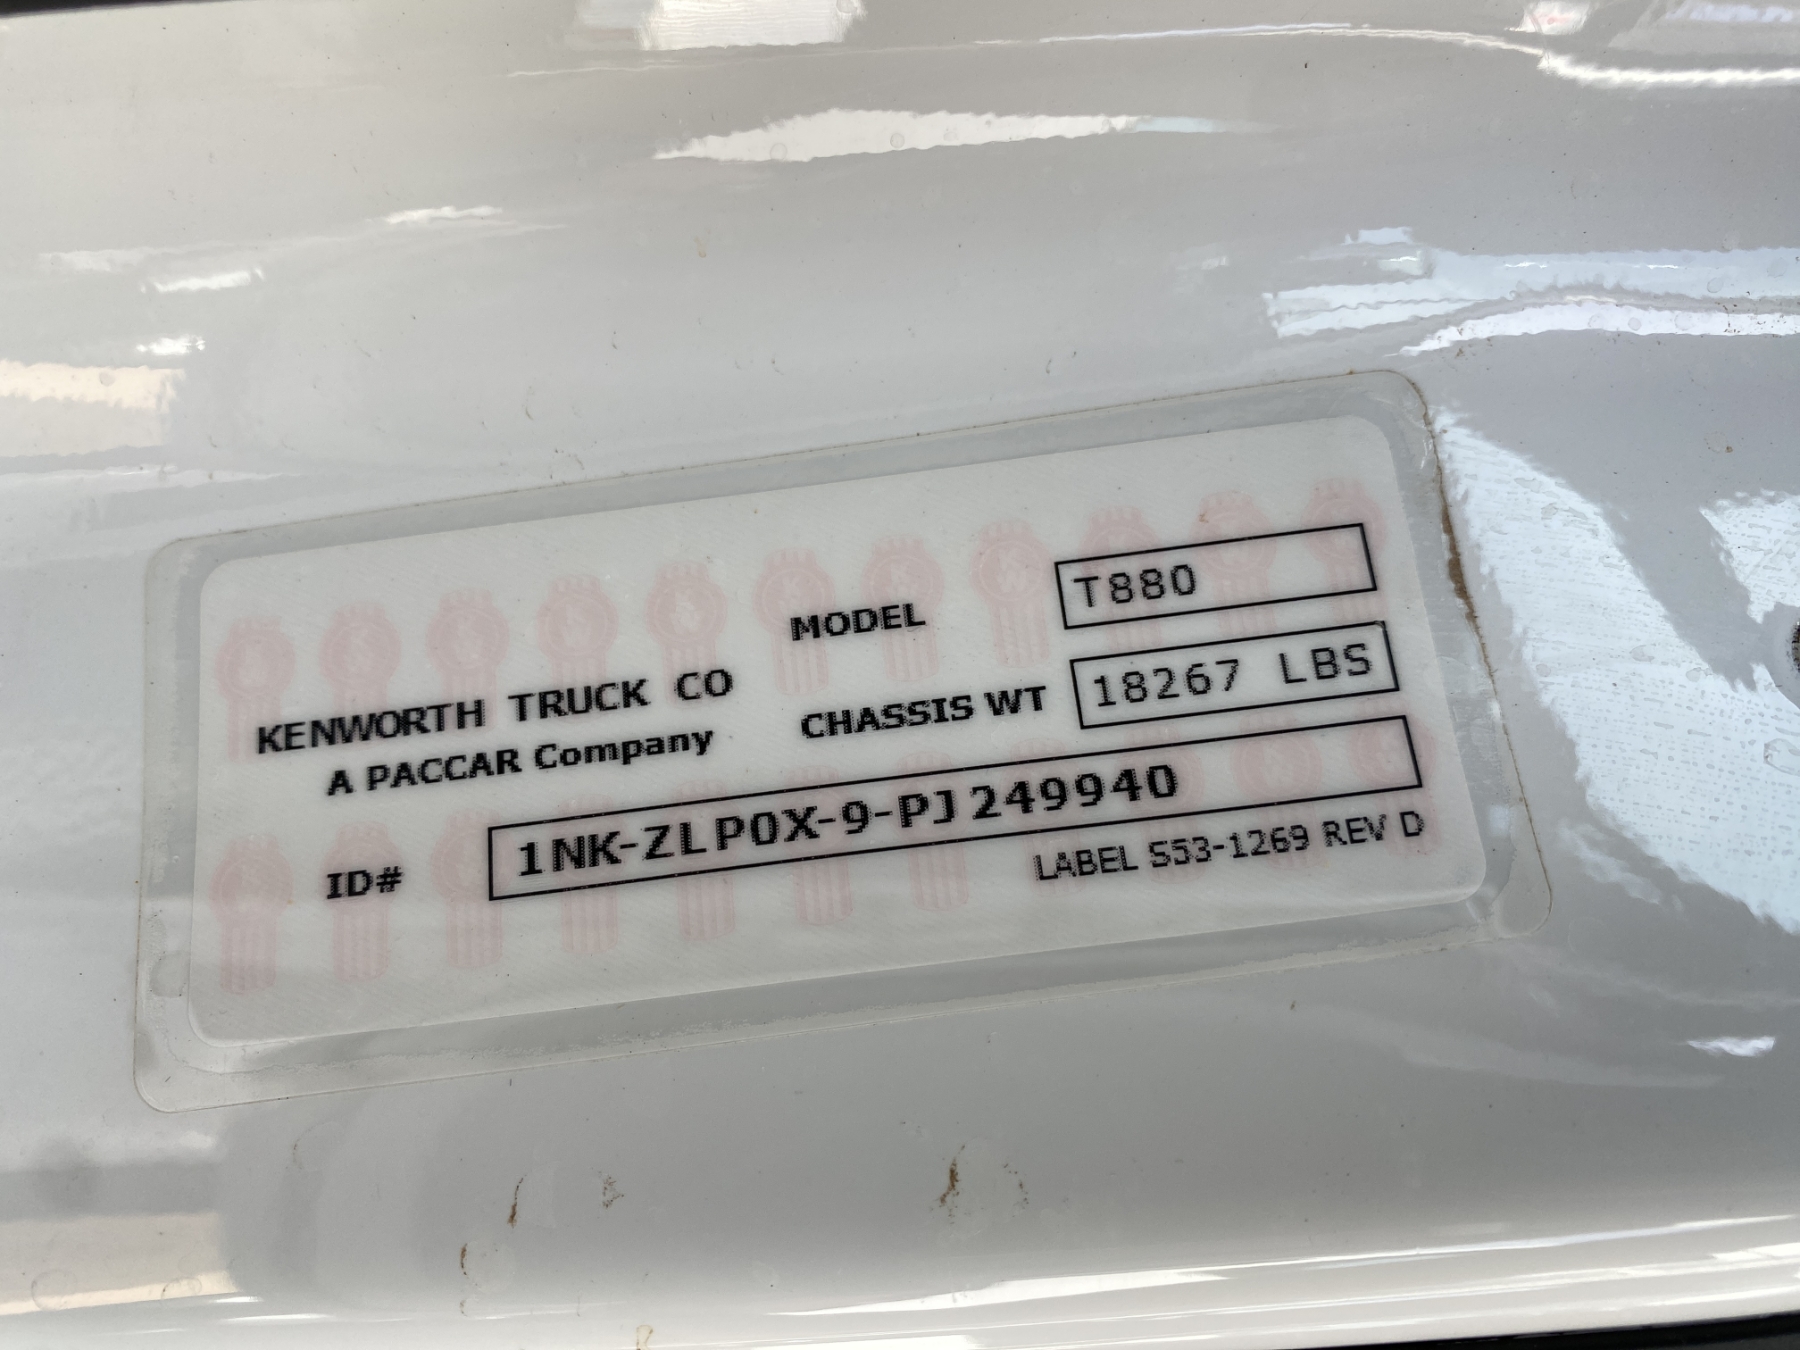 MODEL T880
KENWORTH TRUCK CO
CHASSIS WT 18267 LBS
A PACCAR Company
ID# 1NK-ZLP0X-9-PJ249940
LABEL S53-1269 REV D